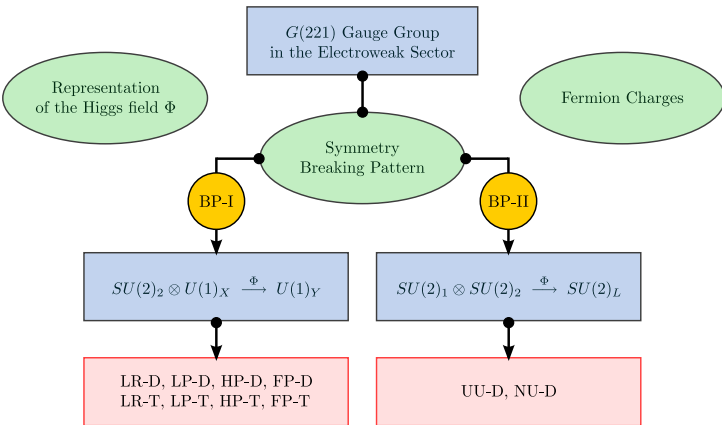 G(221) Gauge Group
in the Electroweak Sector
Representation
of the Higgs field Φ
Fermion Charges
Symmetry
Breaking Pattern
BP-I
BP-II
SU(2)₂ ⊗ U(1)_X —Φ→ U(1)_Y
SU(2)₁ ⊗ SU(2)₂ —Φ→ SU(2)_L
LR-D, LP-D, HP-D, FP-D
LR-T, LP-T, HP-T, FP-T
UU-D, NU-D